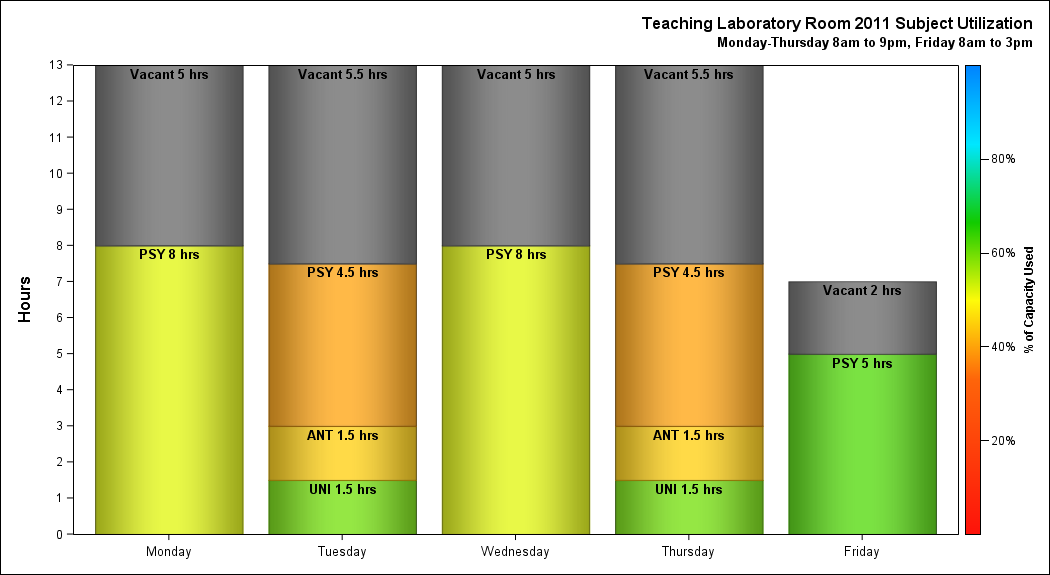 Teaching Laboratory Room 2011 Subject Utilization
Monday-Thursday 8am to 9pm, Friday 8am to 3pm
Hours
13
12
11
10
9
8
7
6
5
4
3
2
1
0
Vacant 5 hrs
PSY 8 hrs
Vacant 5.5 hrs
PSY 4.5 hrs
ANT 1.5 hrs
UNI 1.5 hrs
Vacant 5 hrs
PSY 8 hrs
Vacant 5.5 hrs
PSY 4.5 hrs
ANT 1.5 hrs
UNI 1.5 hrs
Vacant 2 hrs
PSY 5 hrs
Monday
Tuesday
Wednesday
Thursday
Friday
80%
60%
40%
20%
% of Capacity Used